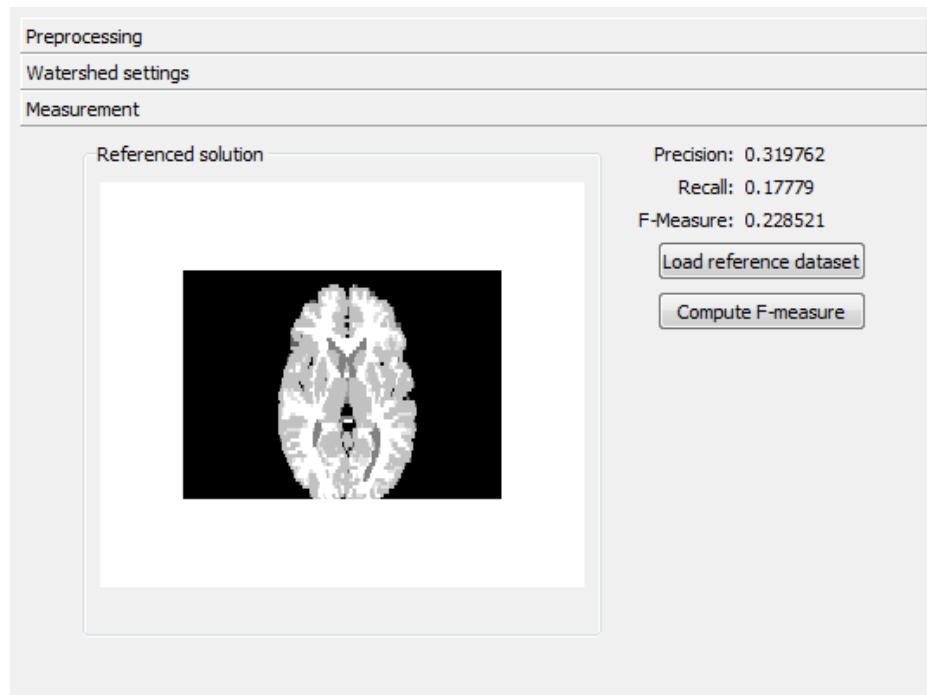 Preprocessing
Watershed settings
Measurement
Referenced solution
Precision: 0.319762
Recall: 0.17779
F-Measure: 0.228521
Load reference dataset
Compute F-measure